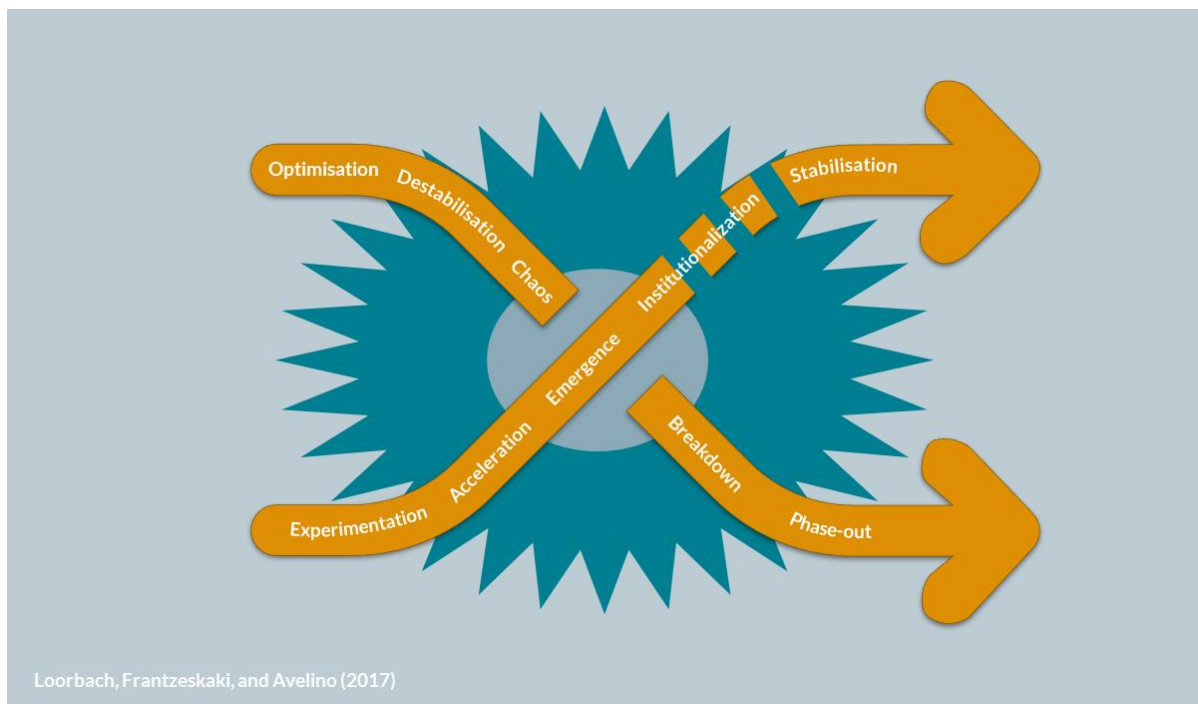 Optimisation
Destabilisation
Chaos
Experimentation
Acceleration
Emergence
Institutionalization
Stabilisation
Breakdown
Phase-out
Loorbach, Frantzeskaki, and Avelino (2017)